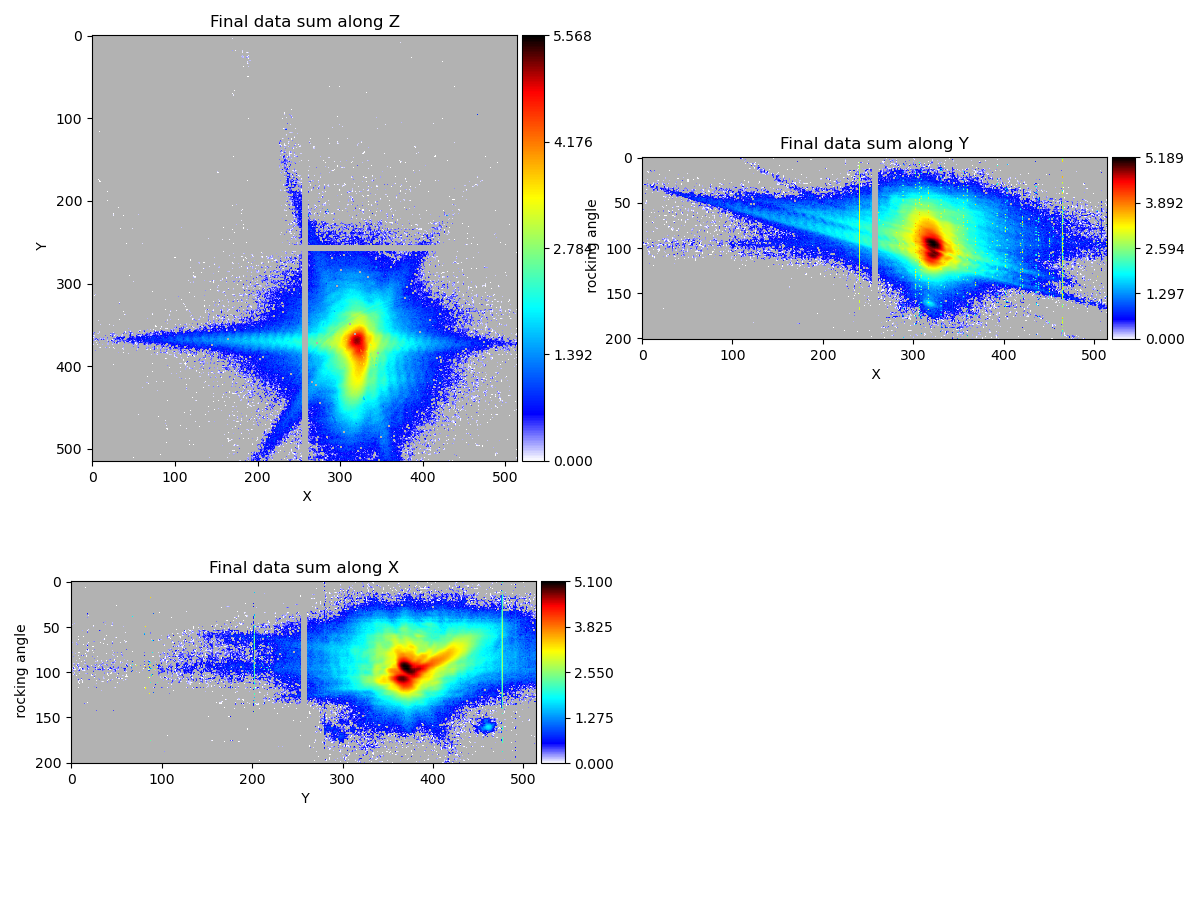 Final data sum along Z
0
100
200
300
400
500
Y
0 100 200 300 400 500
X
5.568
4.176
2.784
1.392
0.000
Final data sum along Y
0
50
100
150
200
rocking angle
0 100 200 300 400 500
X
5.189
3.892
2.594
1.297
0.000
Final data sum along X
0
50
100
150
200
rocking angle
0 100 200 300 400 500
Y
5.100
3.825
2.550
1.275
0.000